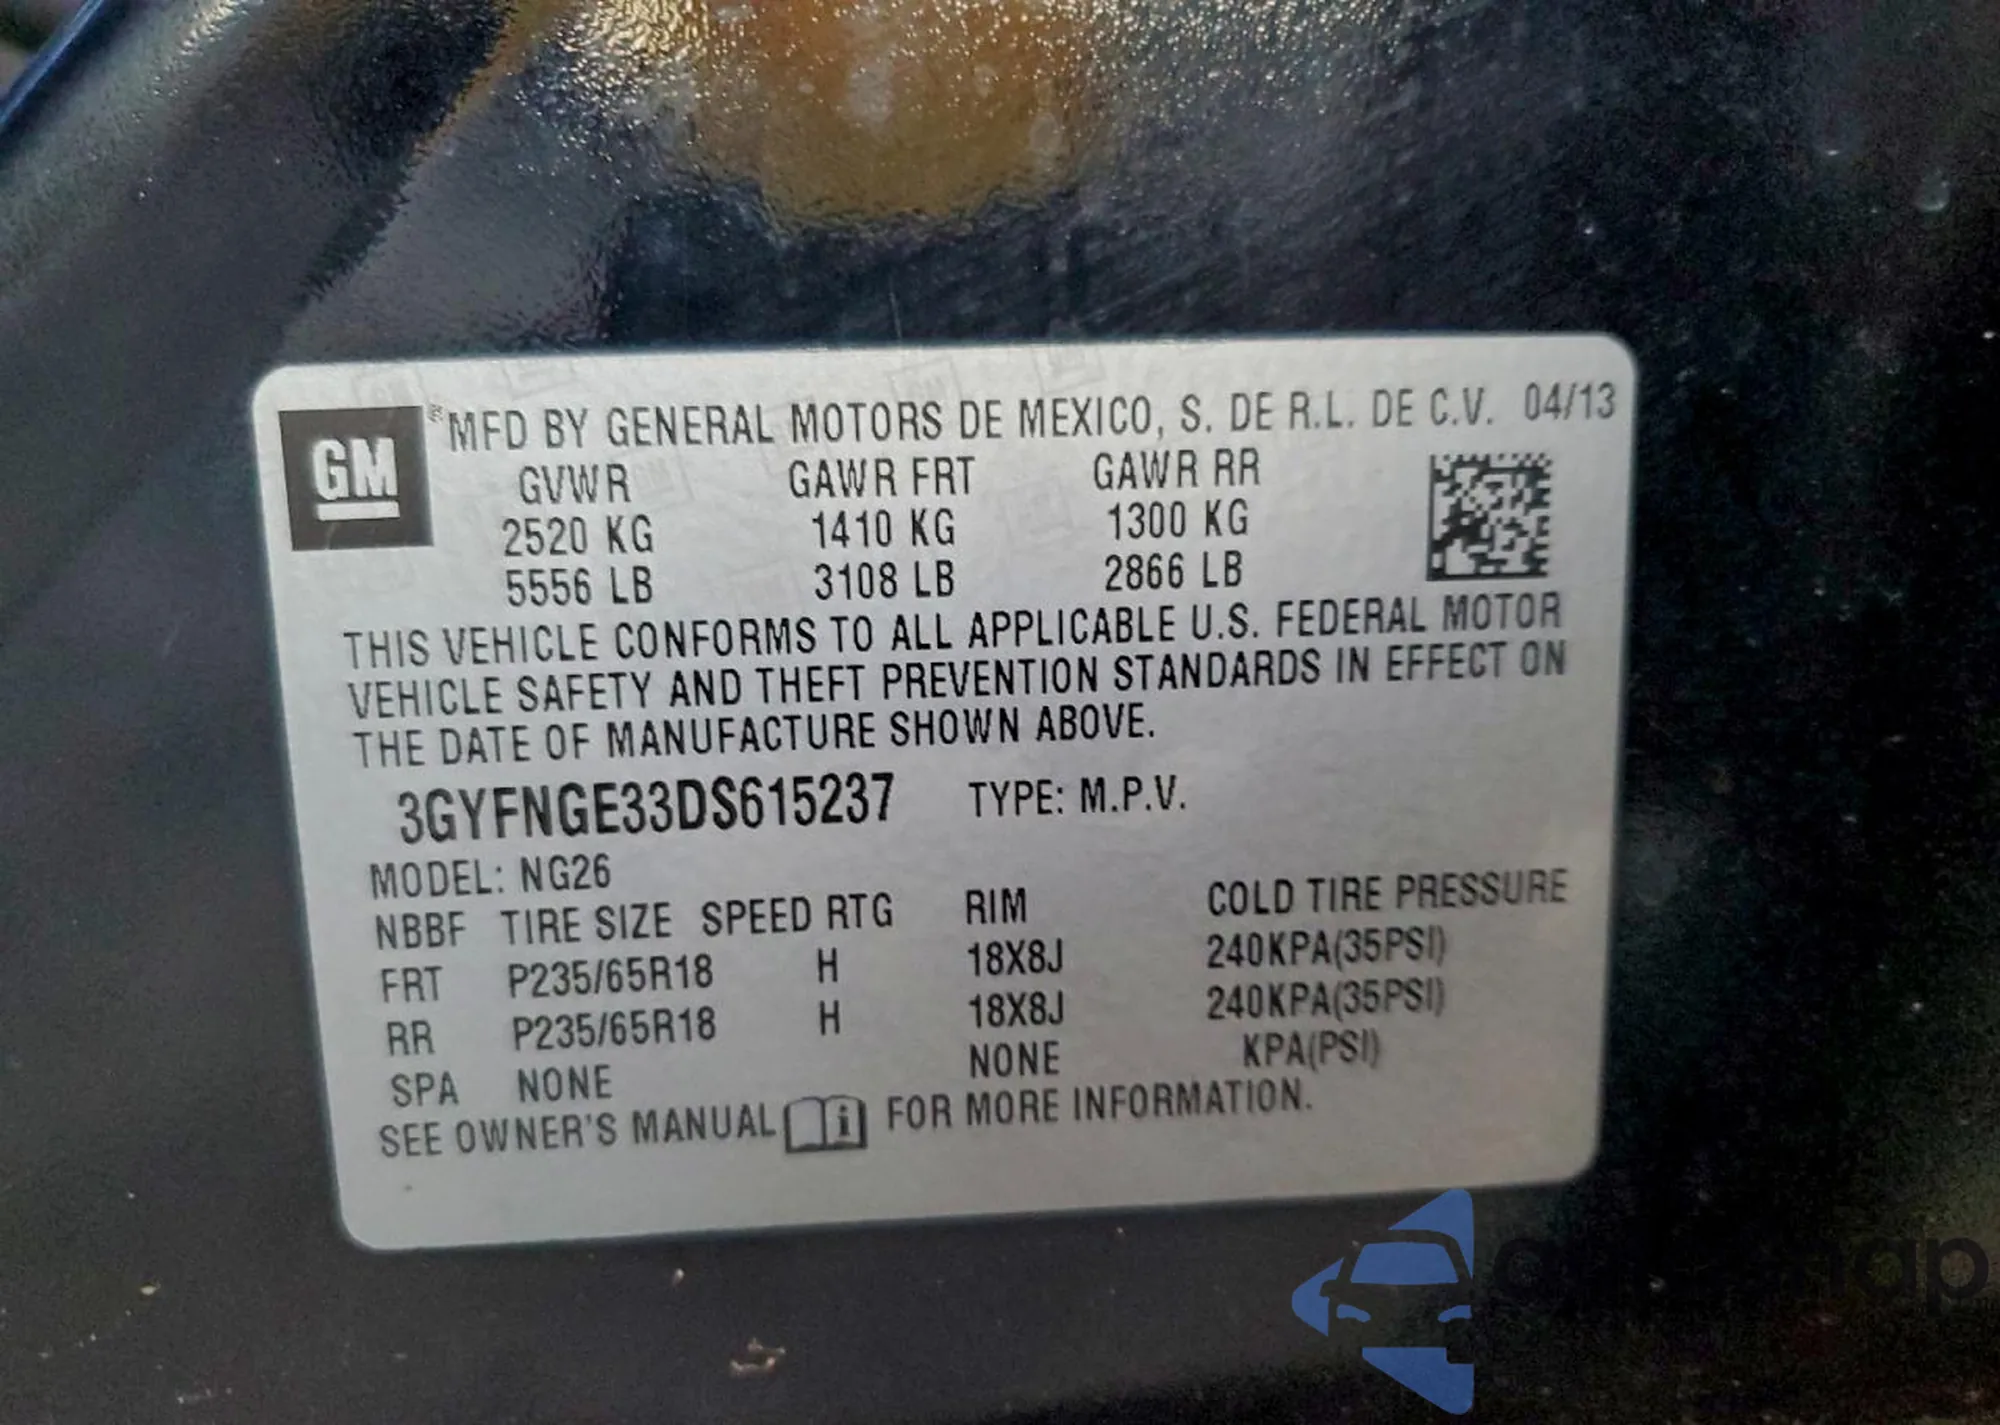 GM ® MFD BY GENERAL MOTORS DE MEXICO, S. DE R.L. DE C.V. 04/13
GVWR GAWR FRT GAWR RR
2520 KG 1410 KG 1300 KG
5556 LB 3108 LB 2866 LB
THIS VEHICLE CONFORMS TO ALL APPLICABLE U.S. FEDERAL MOTOR
VEHICLE SAFETY AND THEFT PREVENTION STANDARDS IN EFFECT ON
THE DATE OF MANUFACTURE SHOWN ABOVE.
3GYFNGE33DS615237 TYPE: M.P.V.
MODEL: NG26
NBBF TIRE SIZE SPEED RTG RIM COLD TIRE PRESSURE
FRT P235/65R18 H 18X8J 240KPA(35PSI)
RR P235/65R18 H 18X8J 240KPA(35PSI)
SPA NONE NONE KPA(PSI)
SEE OWNER'S MANUAL i FOR MORE INFORMATION.